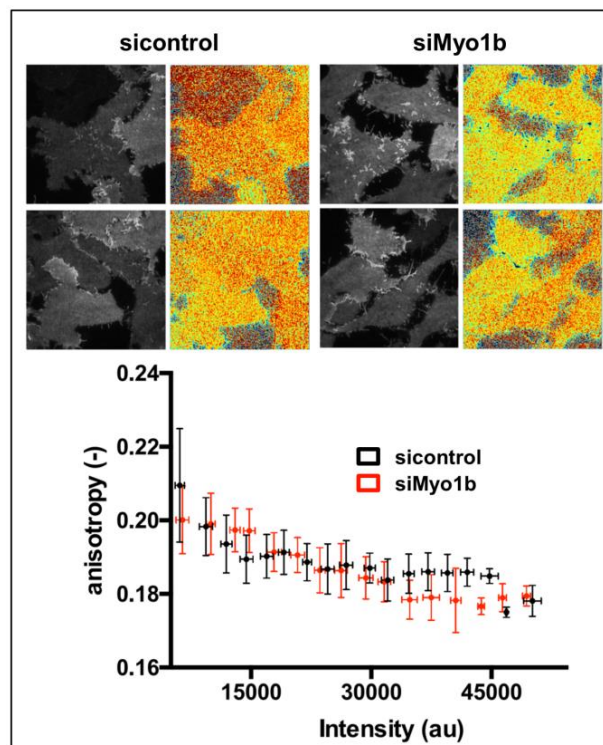 sicontrol siMyo1b
0.24
0.22
sicontrol
siMyo1b
0.20
anisotropy (-)
0.18
0.16
15000 30000 45000
Intensity (au)